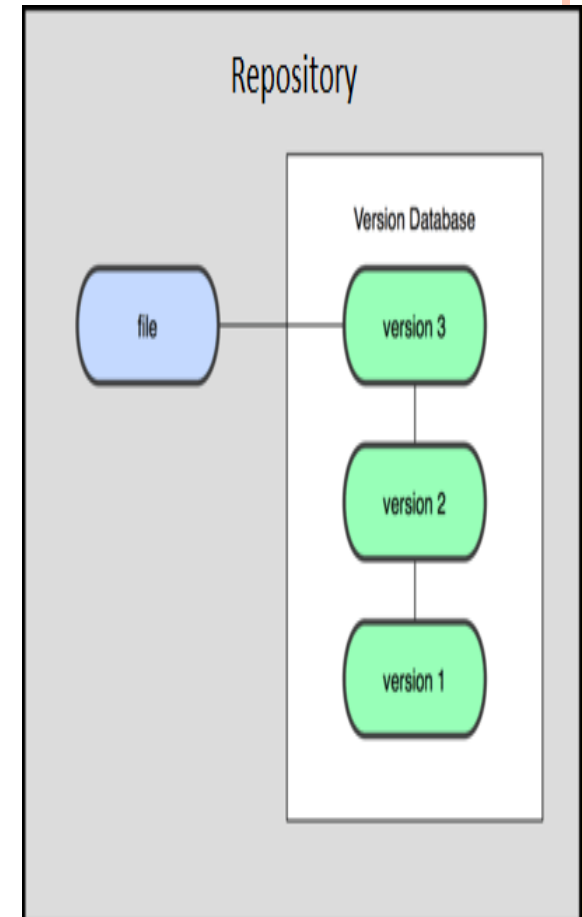 Repository
Version Database
file
version 3
version 2
version 1